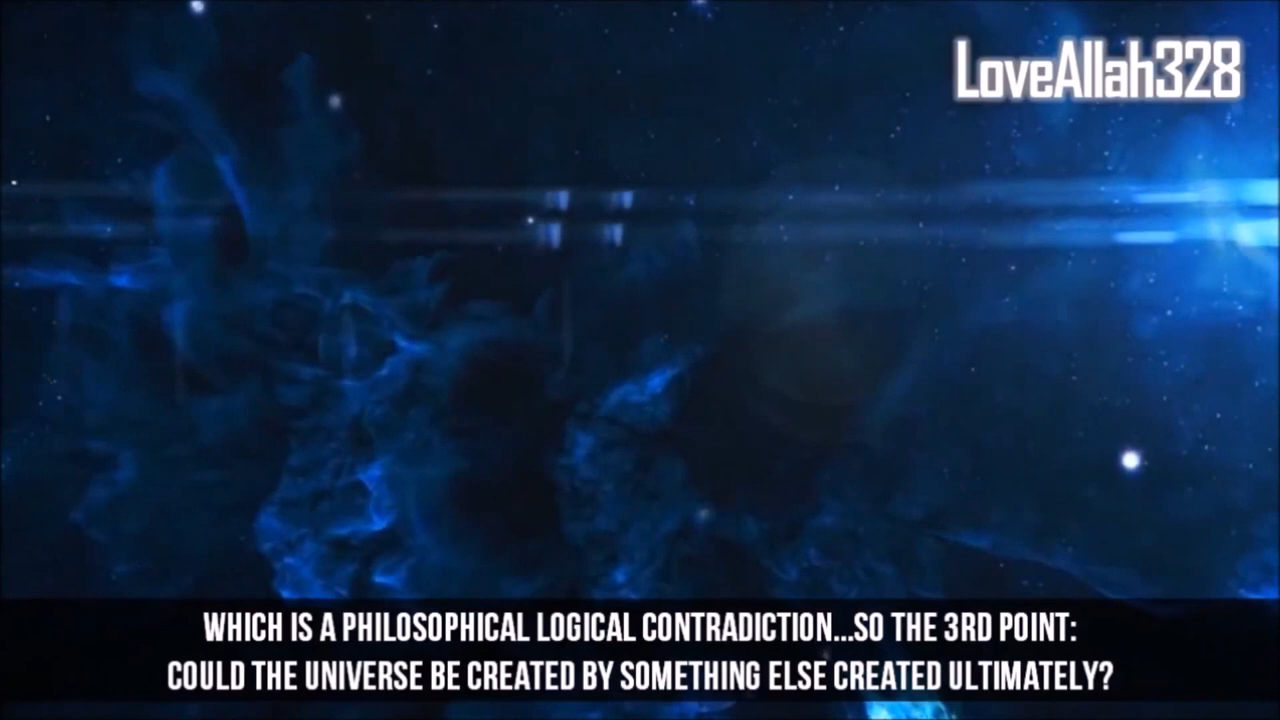 LoveAllah328
WHICH IS A PHILOSOPHICAL LOGICAL CONTRADICTION...SO THE 3RD POINT:
COULD THE UNIVERSE BE CREATED BY SOMETHING ELSE CREATED ULTIMATELY?